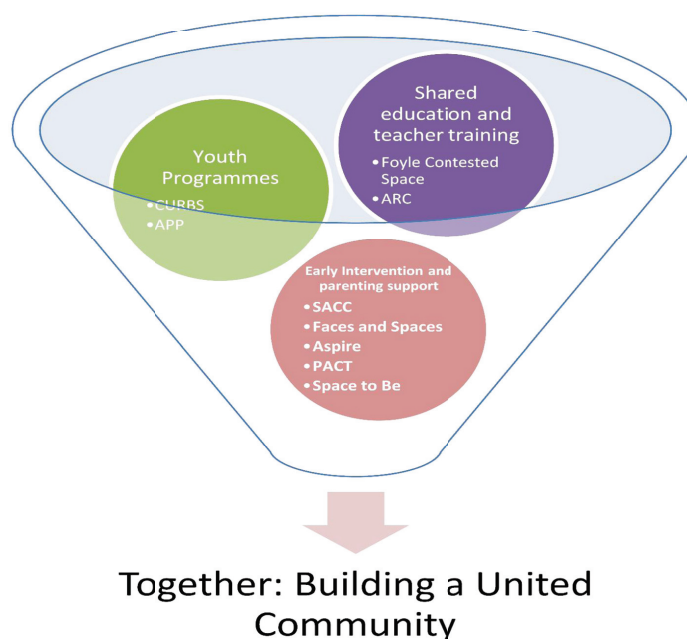 Shared
education and
teacher training
•Foyle Contested
Space
•ARC
Youth
Programmes
•CURBS
•APP
Early Intervention and
parenting support
•SACC
•Faces and Spaces
•Aspire
•PACT
•Space to Be
Together: Building a United
Community